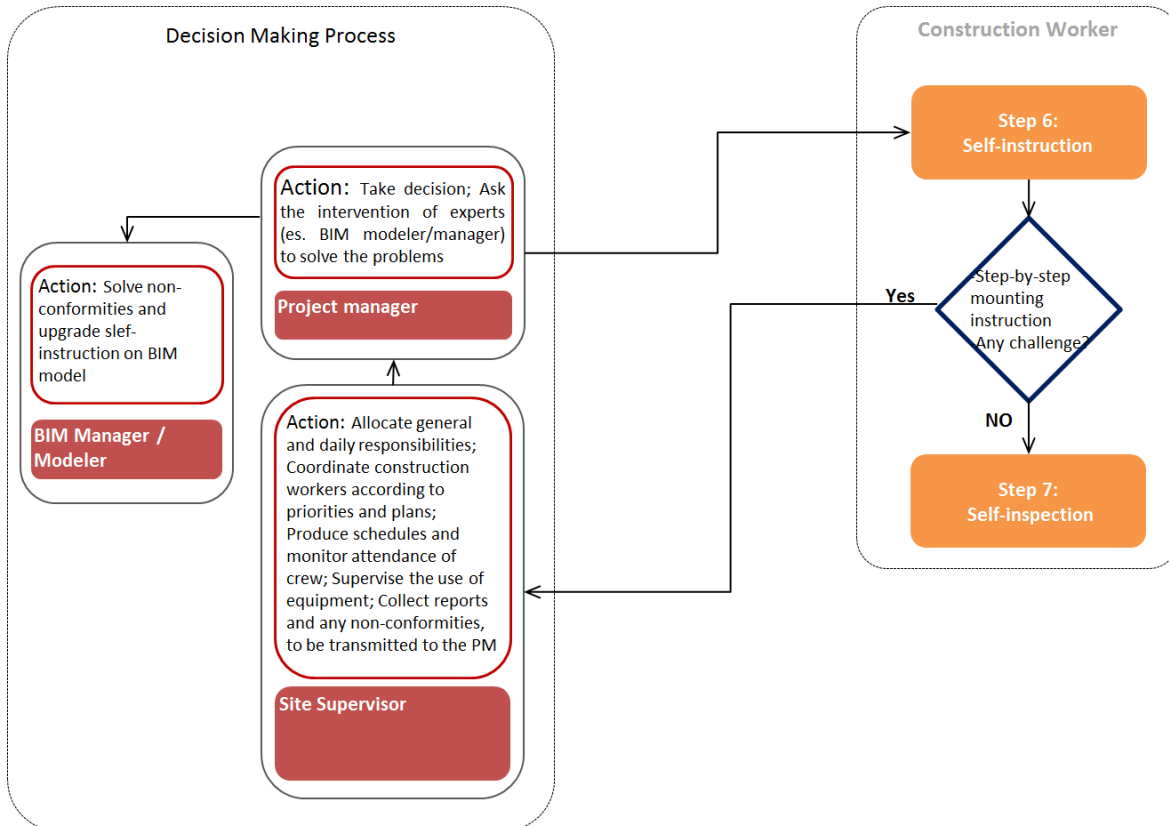 Decision Making Process
Action: Take decision; Ask
the intervention of experts
(es. BIM modeler/manager)
to solve the problems
Project manager
Action: Solve non-
conformities and
upgrade slef-
instruction on BIM
model
BIM Manager /
Modeler
Action: Allocate general
and daily responsibilities;
Coordinate construction
workers according to
priorities and plans;
Produce schedules and
monitor attendance of
crew; Supervise the use of
equipment; Collect reports
and any non-conformities,
to be transmitted to the PM
Site Supervisor
Construction Worker
Step 6:
Self-instruction
-Step-by-step
mounting
instruction
-Any challenge?
Yes
NO
Step 7:
Self-inspection